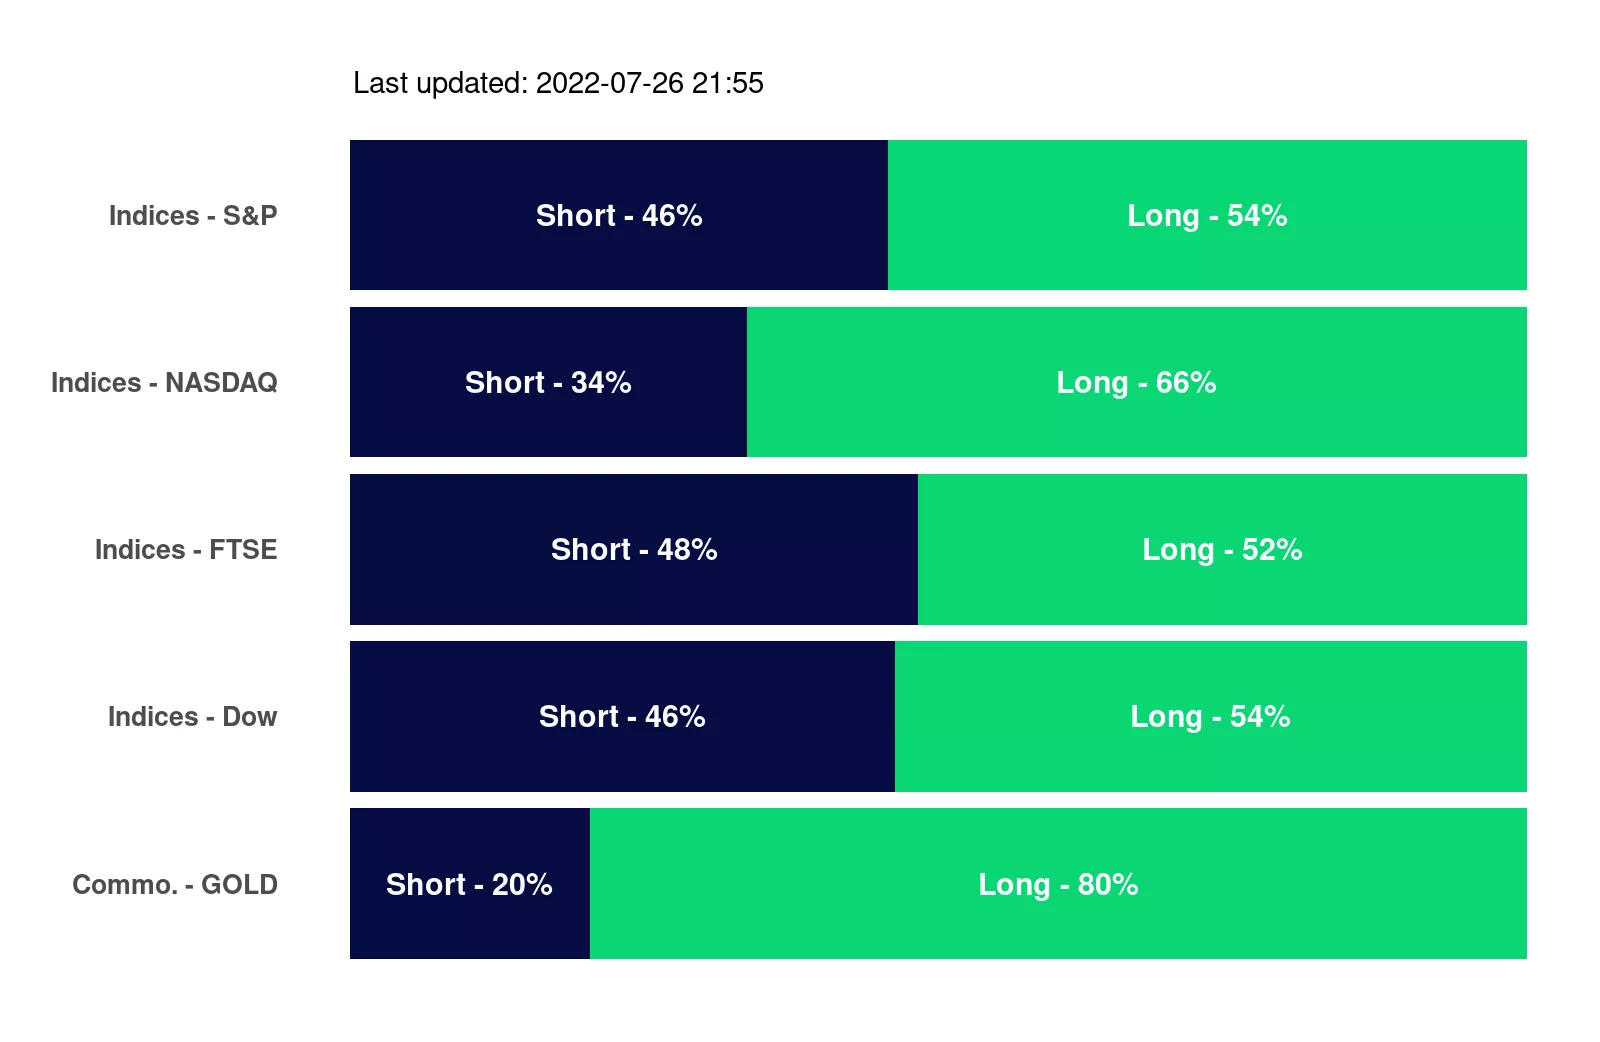 Last updated: 2022-07-26 21:55
Indices - S&P Short - 46% Long - 54%
Indices - NASDAQ Short - 34% Long - 66%
Indices - FTSE Short - 48% Long - 52%
Indices - Dow Short - 46% Long - 54%
Commo. - GOLD Short - 20% Long - 80%